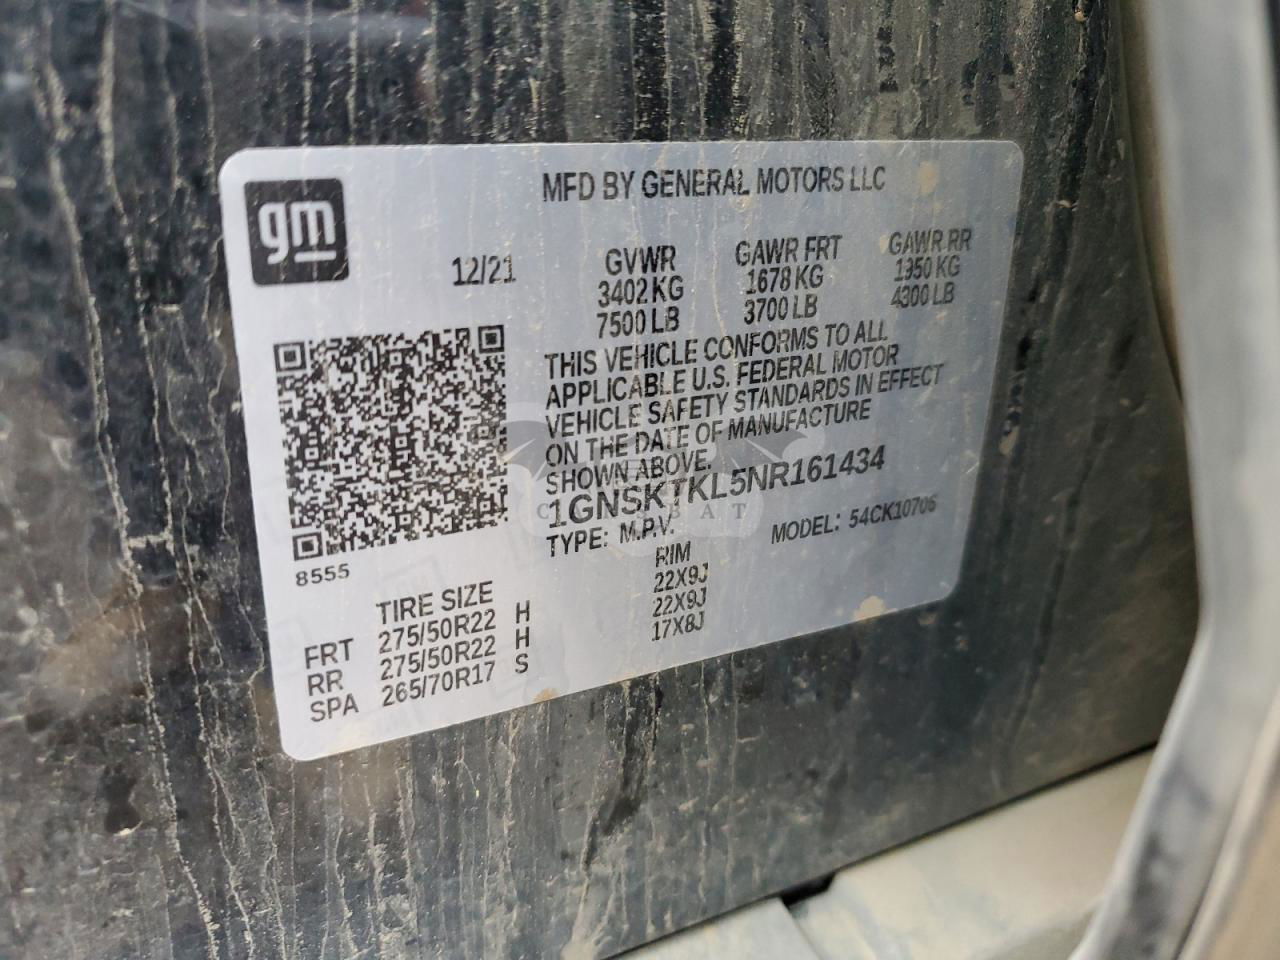 gm
MFD BY GENERAL MOTORS LLC
12/21
GVWR GAWR FRT GAWR RR
3402 KG 1678 KG 1950 KG
7500 LB 3700 LB 4300 LB
THIS VEHICLE CONFORMS TO ALL
APPLICABLE U.S. FEDERAL MOTOR
VEHICLE SAFETY STANDARDS IN EFFECT
ON THE DATE OF MANUFACTURE
SHOWN ABOVE.
1GNSKTKL5NR161434
TYPE: M.P.V. MODEL: 54CK10706
8555
TIRE SIZE RIM
FRT 275/50R22 H 22X9J
RR 275/50R22 H 22X9J
SPA 265/70R17 S 17X8J